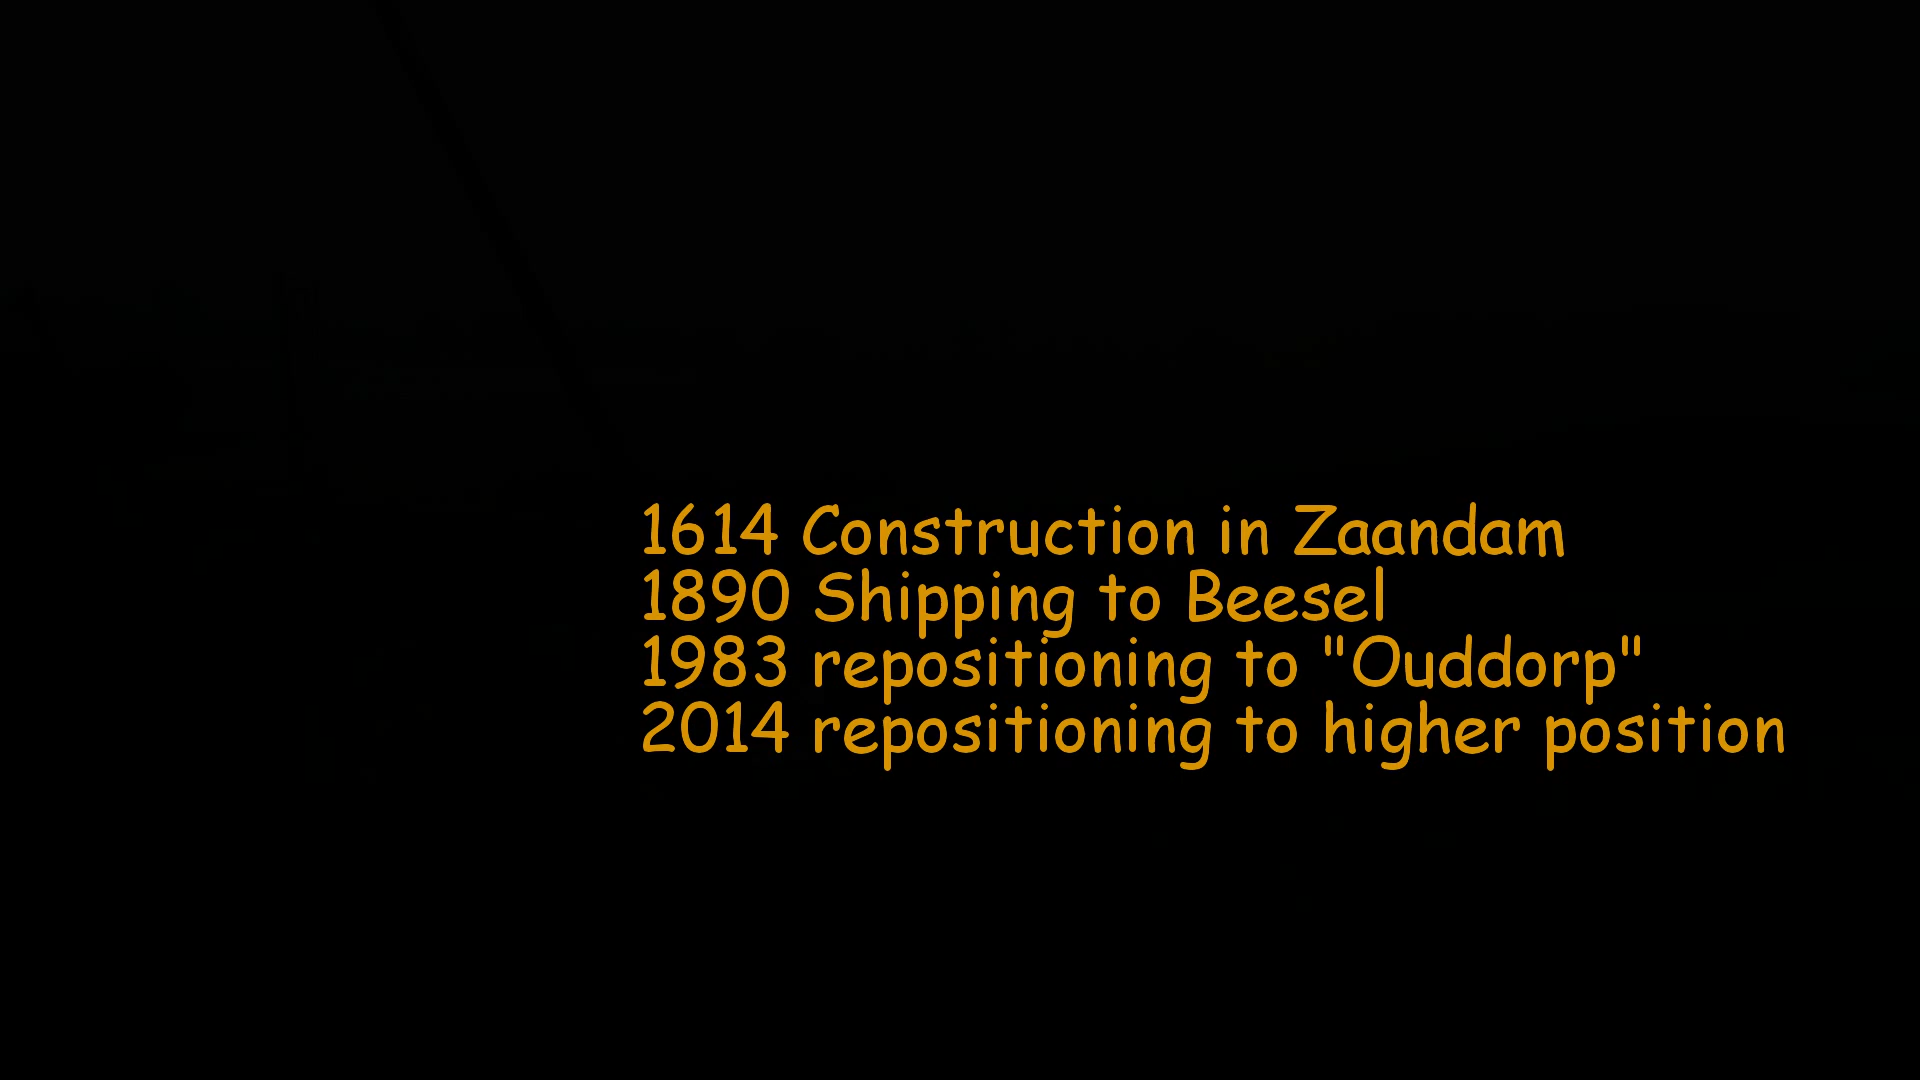 1614 Construction in Zaandam
1890 Shipping to Beesel
1983 repositioning to "Ouddorp"
2014 repositioning to higher position